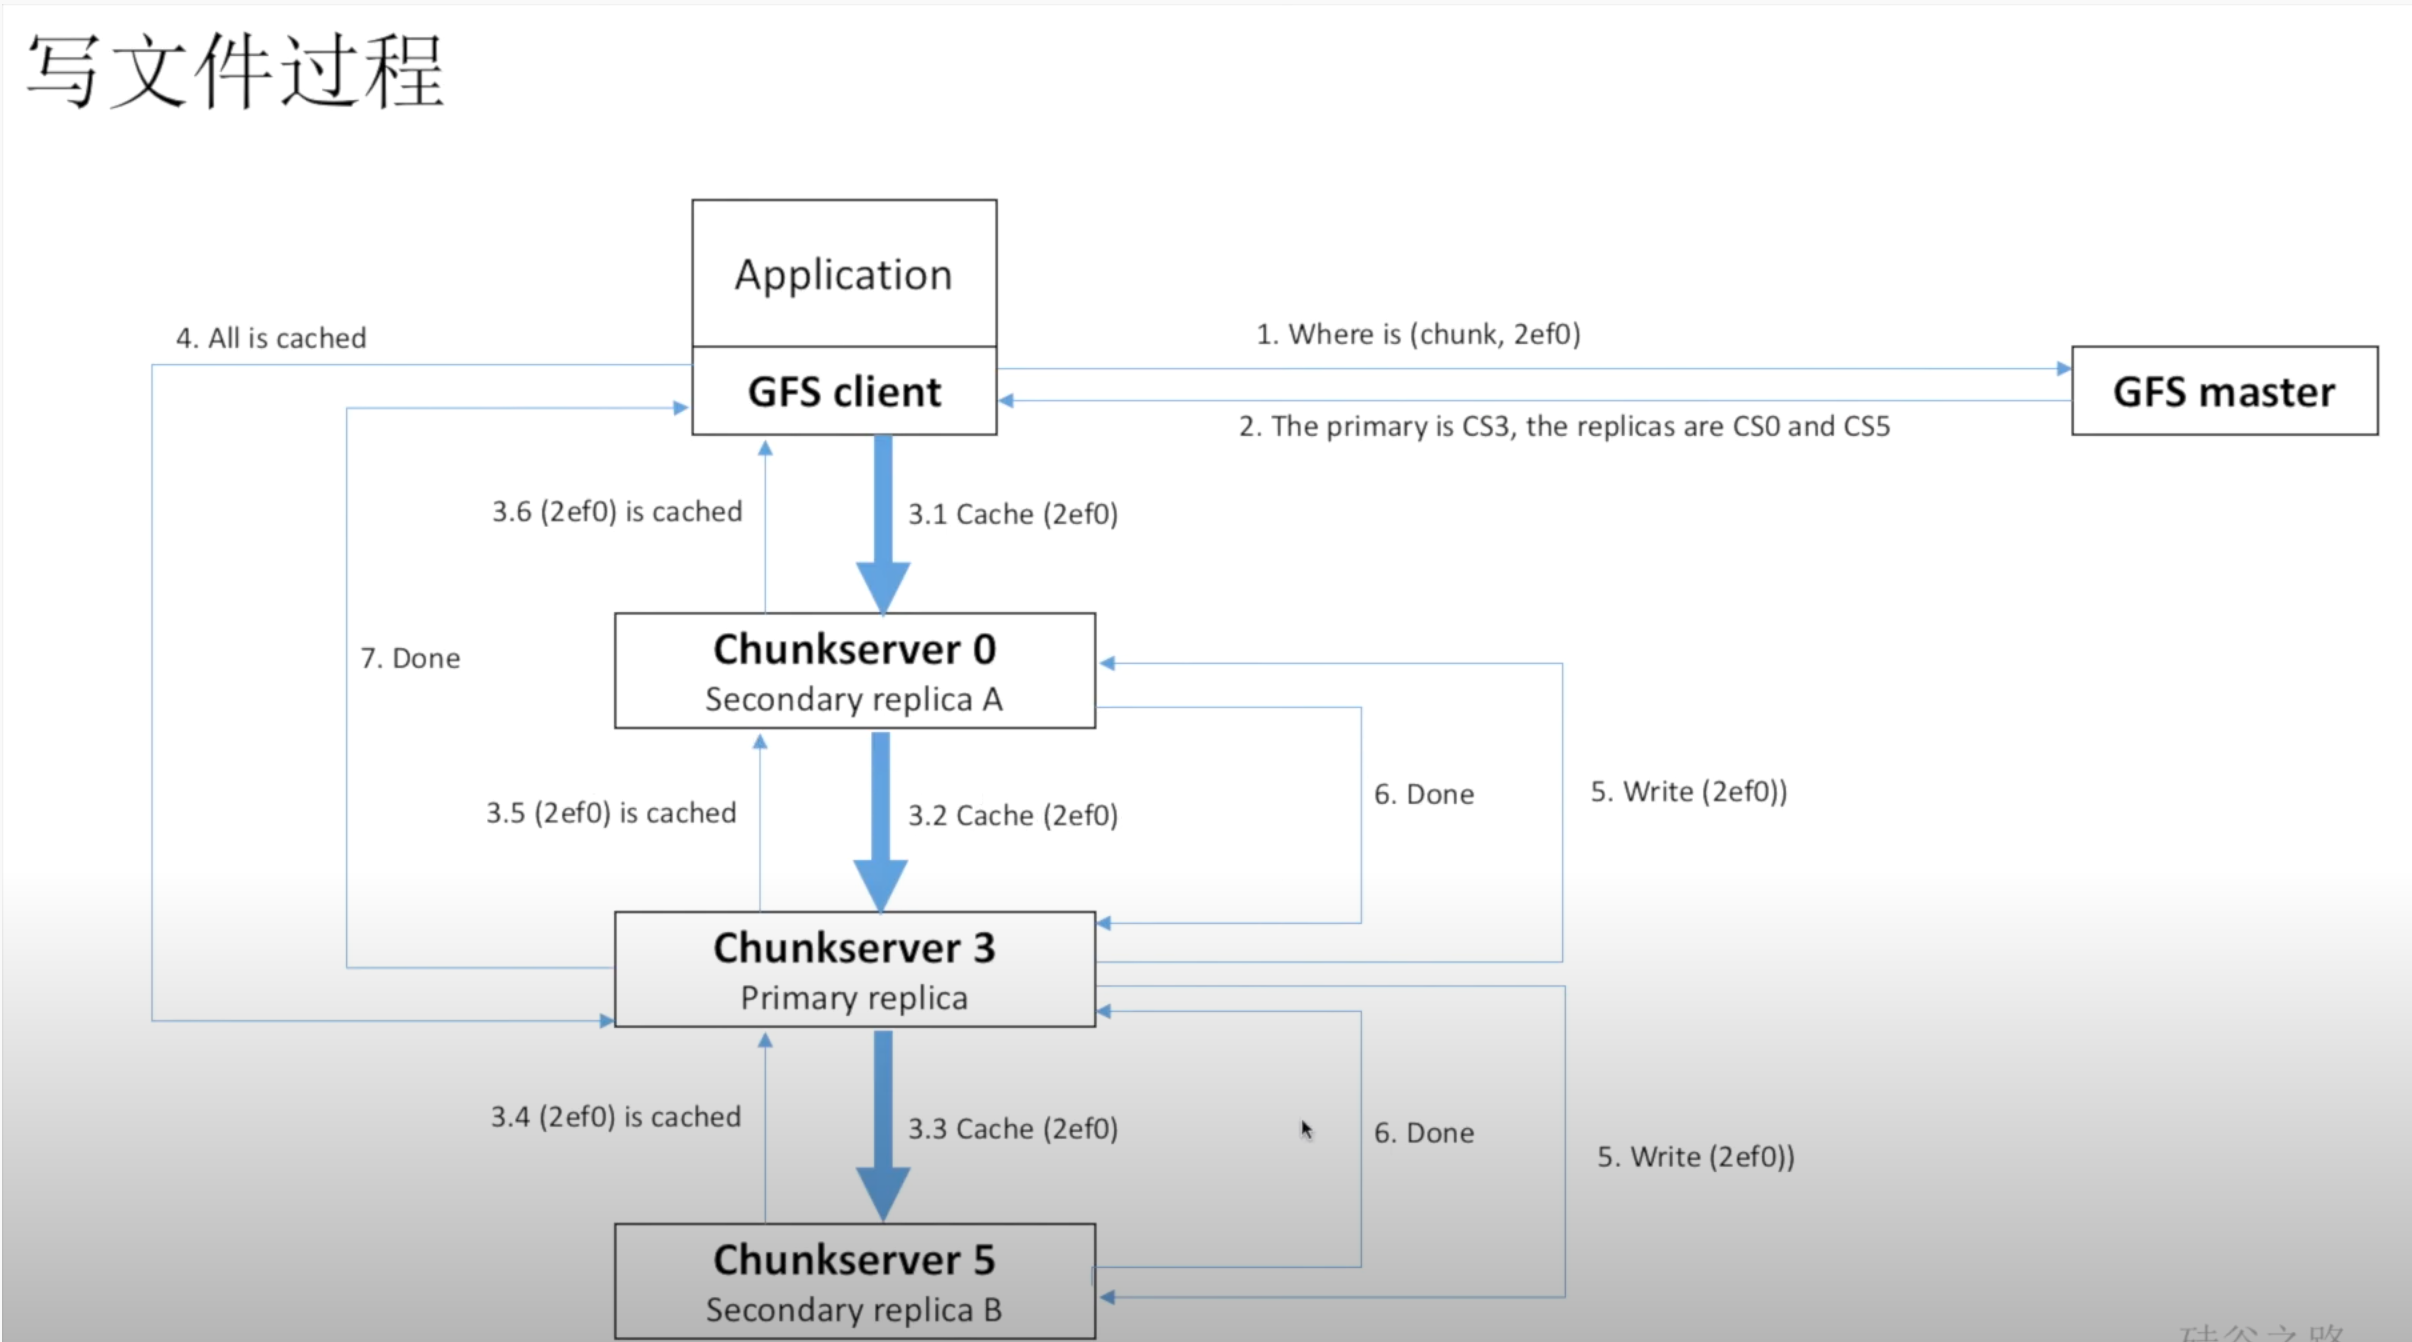 写文件过程
Application
4. All is cached
1. Where is (chunk, 2ef0)
GFS client
GFS master
2. The primary is CS3, the replicas are CS0 and CS5
3.6 (2ef0) is cached
3.1 Cache (2ef0)
Chunkserver 0
Secondary replica A
7. Done
3.5 (2ef0) is cached
3.2 Cache (2ef0)
6. Done
5. Write (2ef0))
Chunkserver 3
Primary replica
3.4 (2ef0) is cached
3.3 Cache (2ef0)
6. Done
5. Write (2ef0))
Chunkserver 5
Secondary replica B
硅谷之路